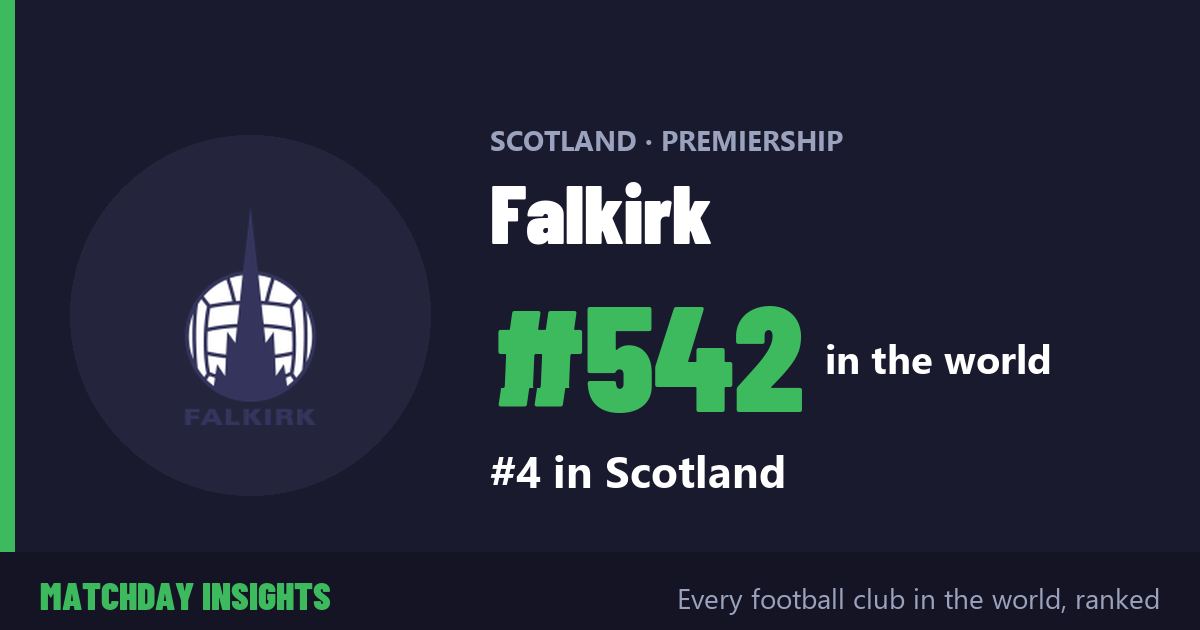 SCOTLAND · PREMIERSHIP
Falkirk
#542 in the world
#4 in Scotland
FALKIRK
MATCHDAY INSIGHTS
Every football club in the world, ranked